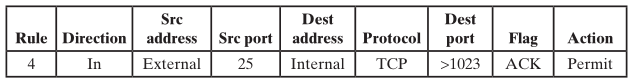 Rule Direction Src address Src port Dest address Protocol Dest port Flag Action
4 In External 25 Internal TCP >1023 ACK Permit